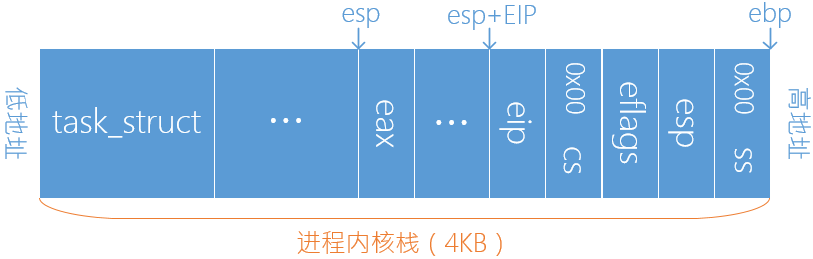 esp
esp+EIP
ebp
低地址
task_struct
...
eax
...
eip
0x00 CS
eflags
esp
0x00 SS
高地址
进程内核栈（4KB）